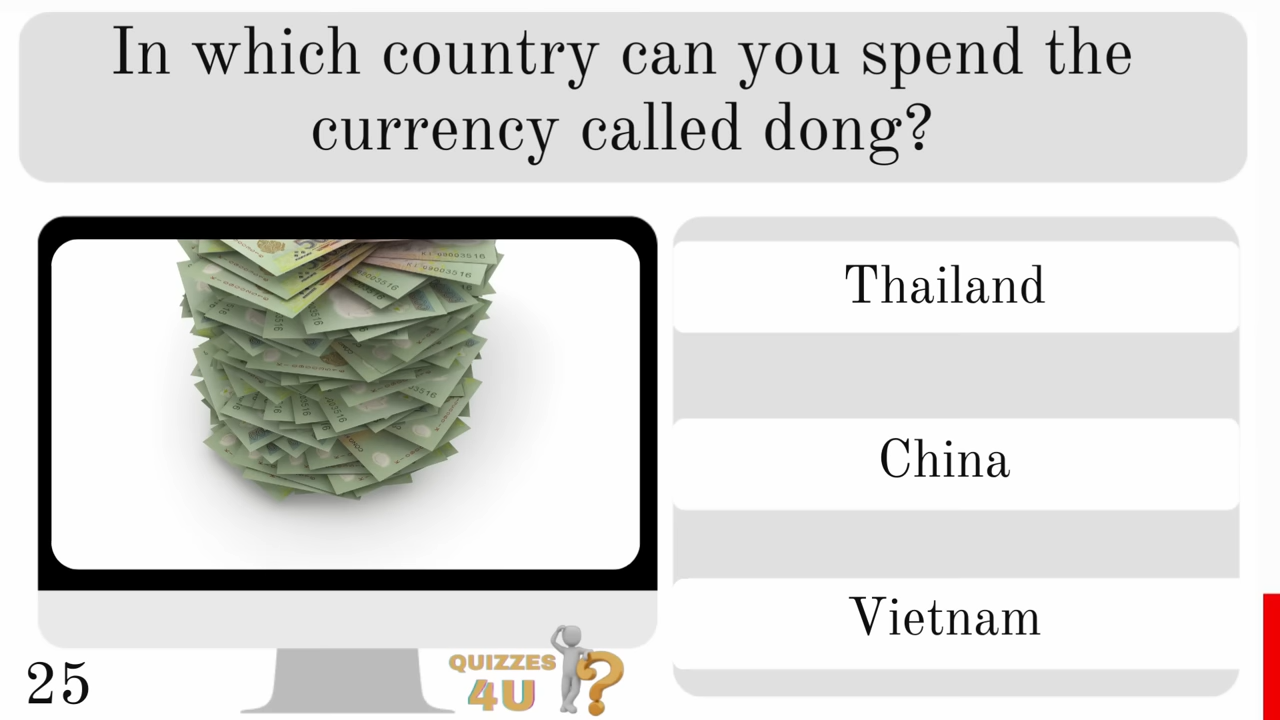 In which country can you spend the
currency called dong?
Thailand
China
Vietnam
25
QUIZZES
4U